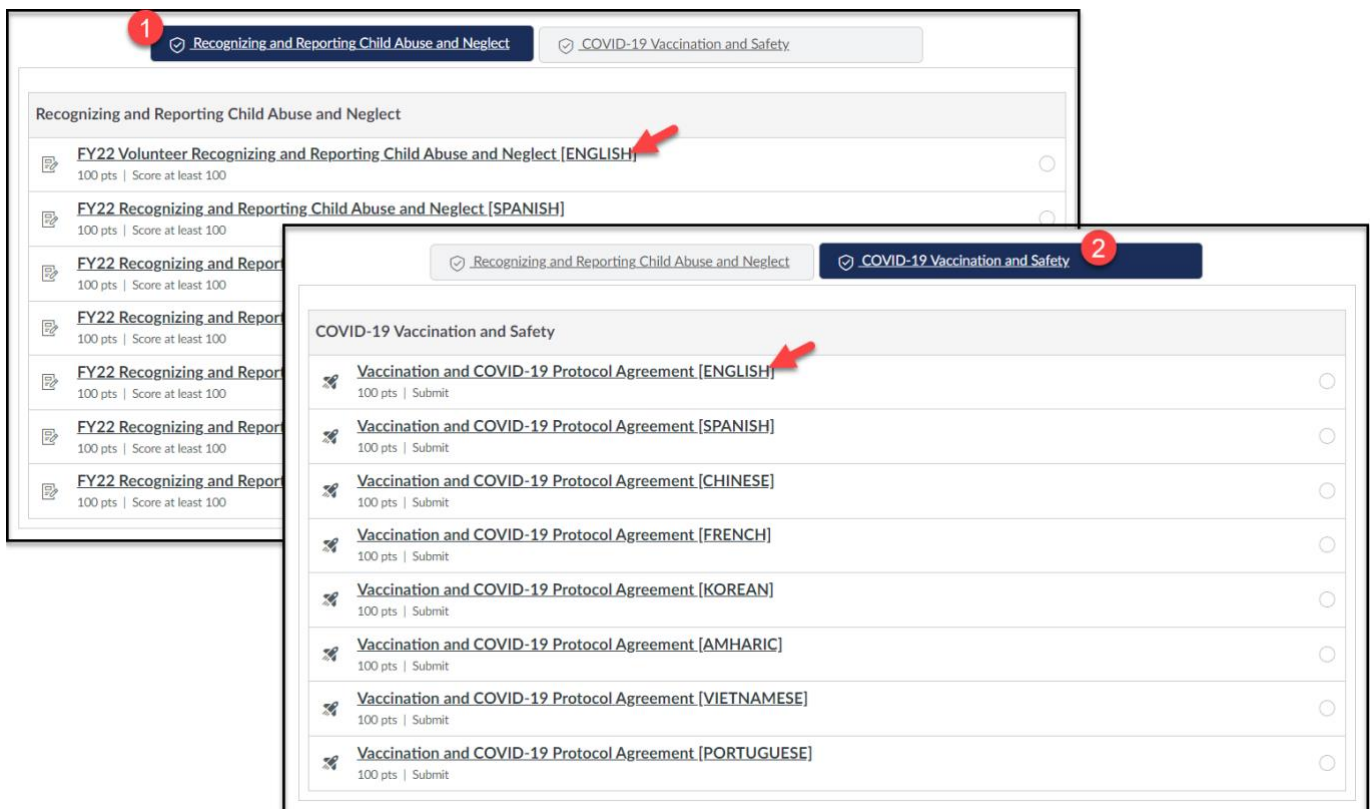 1
Recognizing and Reporting Child Abuse and Neglect
COVID-19 Vaccination and Safety
Recognizing and Reporting Child Abuse and Neglect
FY22 Volunteer Recognizing and Reporting Child Abuse and Neglect [ENGLISH]
100 pts | Score at least 100
FY22 Recognizing and Reporting Child Abuse and Neglect [SPANISH]
100 pts | Score at least 100
FY22 Recognizing and Report
100 pts | Score at least 100
FY22 Recognizing and Report
100 pts | Score at least 100
FY22 Recognizing and Report
100 pts | Score at least 100
FY22 Recognizing and Report
100 pts | Score at least 100
FY22 Recognizing and Report
100 pts | Score at least 100
Recognizing and Reporting Child Abuse and Neglect
COVID-19 Vaccination and Safety
2
COVID-19 Vaccination and Safety
Vaccination and COVID-19 Protocol Agreement [ENGLISH]
100 pts | Submit
Vaccination and COVID-19 Protocol Agreement [SPANISH]
100 pts | Submit
Vaccination and COVID-19 Protocol Agreement [CHINESE]
100 pts | Submit
Vaccination and COVID-19 Protocol Agreement [FRENCH]
100 pts | Submit
Vaccination and COVID-19 Protocol Agreement [KOREAN]
100 pts | Submit
Vaccination and COVID-19 Protocol Agreement [AMHARIC]
100 pts | Submit
Vaccination and COVID-19 Protocol Agreement [VIETNAMESE]
100 pts | Submit
Vaccination and COVID-19 Protocol Agreement [PORTUGUESE]
100 pts | Submit